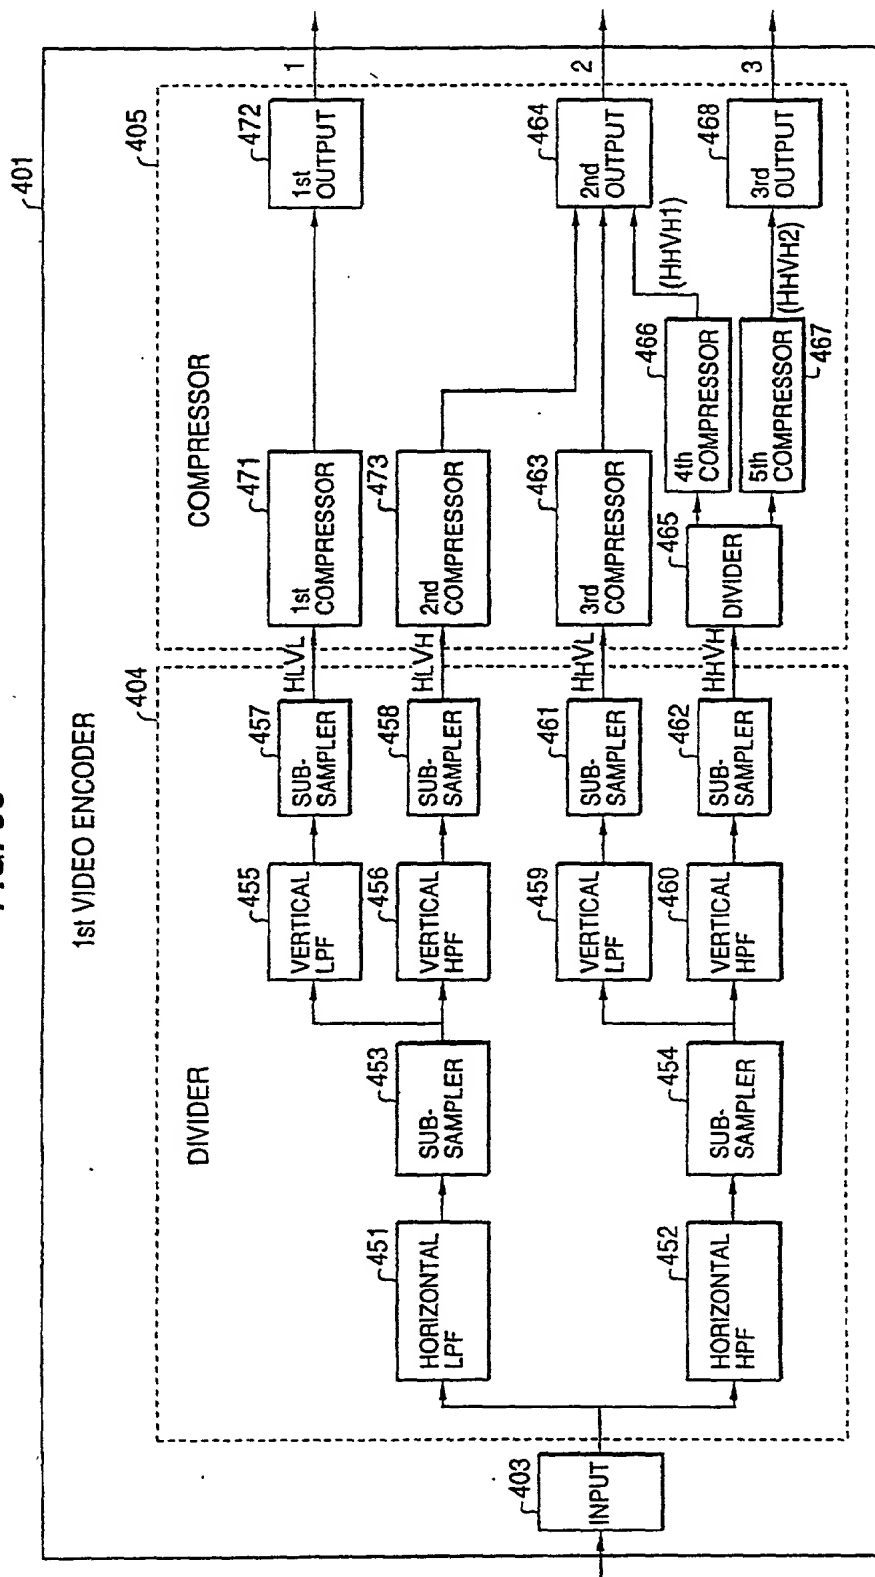 1st VIDEO ENCODER
401
403
INPUT
404
DIVIDER
451
HORIZONTAL
LPF
452
HORIZONTAL
HPF
453
SUB-
SAMPLER
454
SUB-
SAMPLER
455
VERTICAL
LPF
456
VERTICAL
HPF
459
VERTICAL
LPF
460
VERTICAL
HPF
457
SUB-
SAMPLER
458
SUB-
SAMPLER
461
SUB-
SAMPLER
462
SUB-
SAMPLER
HLVL
HLVH
HHVL
HHVH
405
COMPRESSOR
471
1st
COMPRESSOR
473
2nd
COMPRESSOR
463
3rd
COMPRESSOR
465
DIVIDER
466
4th
COMPRESSOR
5th
COMPRESSOR
467
(HHVH1)
(HHVH2)
472
1st
OUTPUT
464
2nd
OUTPUT
468
3rd
OUTPUT
1
2
3